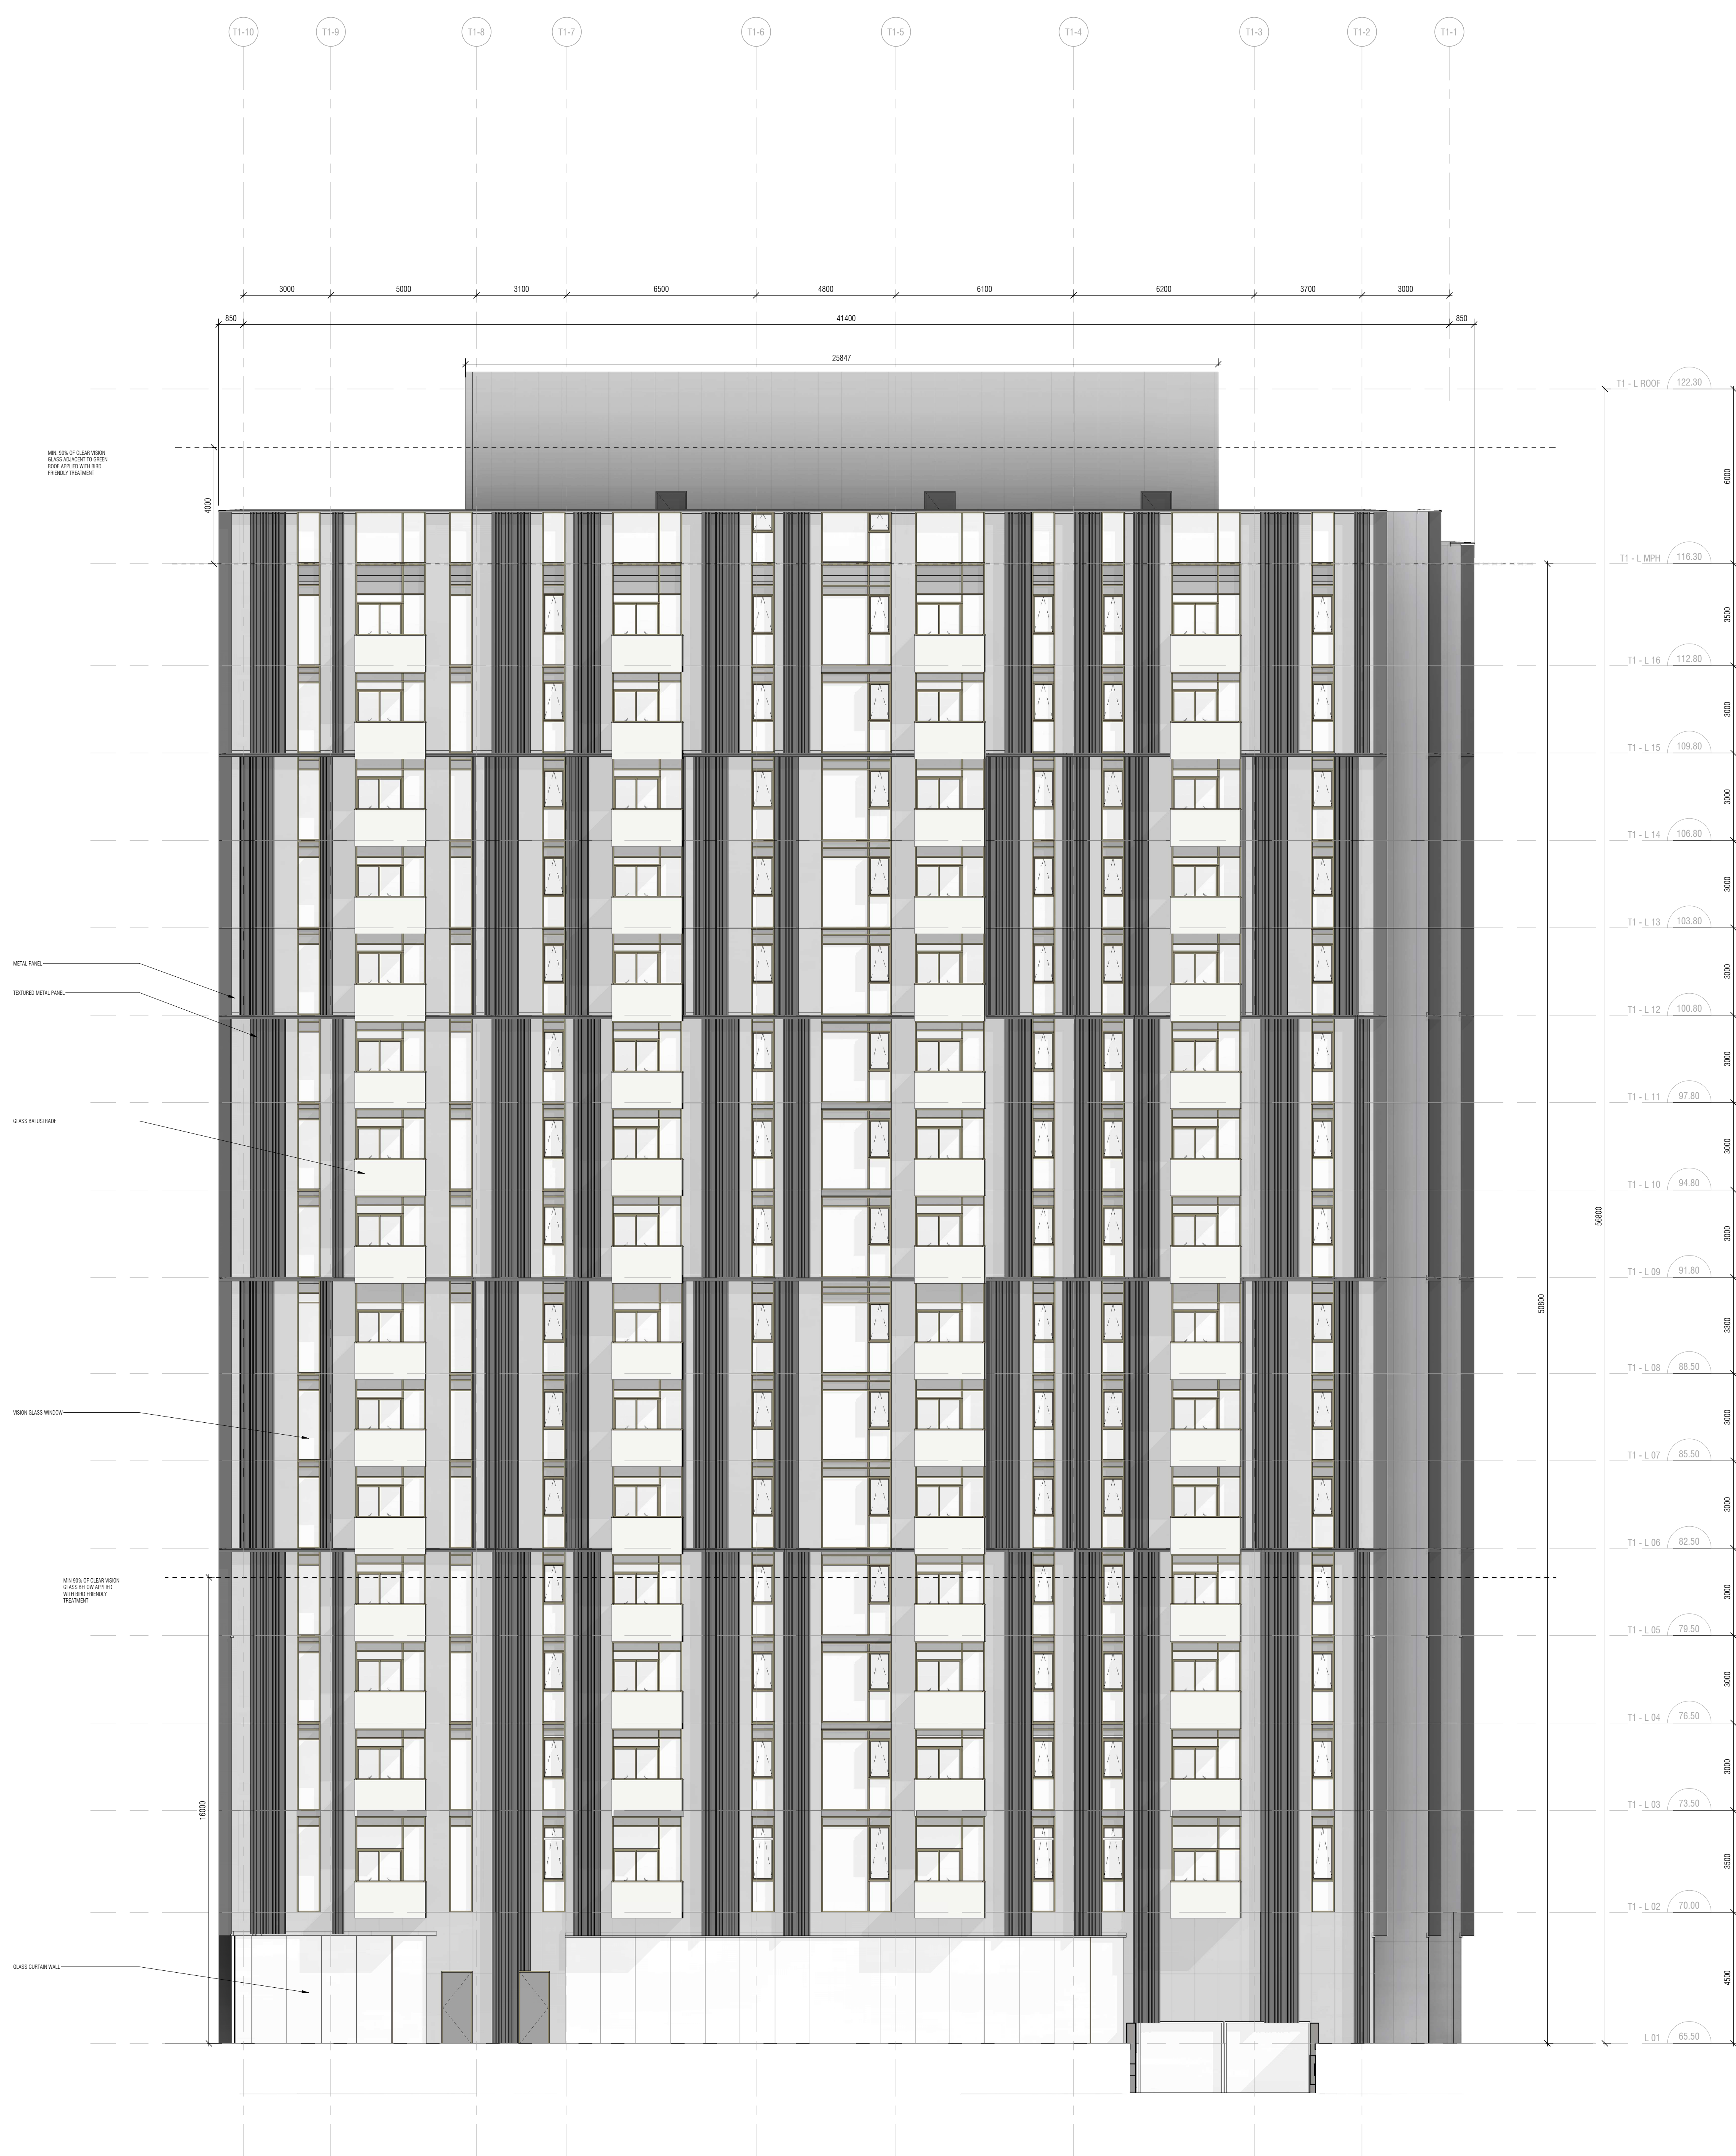 T1-10 T1-9 T1-8 T1-7 T1-6 T1-5 T1-4 T1-3 T1-2 T1-1
3000 5000 3100 6500 4800 6100 6200 3700 3000
850 41400 850
25847
T1 - L ROOF 122.30
MIN. 90% OF CLEAR VISION
GLASS ADJACENT TO GREEN
ROOF APPLIED WITH BIRD
FRIENDLY TREATMENT
4000
6000
T1 - L MPH 116.30
3500
T1 - L 16 112.80
3000
T1 - L 15 109.80
3000
T1 - L 14 106.80
3000
T1 - L 13 103.80
METAL PANEL
3000
TEXTURED METAL PANEL
T1 - L 12 100.80
3000
T1 - L 11 97.80
GLASS BALUSTRADE
3000
T1 - L 10 94.80
56800
3000
T1 - L 09 91.80
50800
3300
T1 - L 08 88.50
VISION GLASS WINDOW
3000
T1 - L 07 85.50
3000
T1 - L 06 82.50
MIN 90% OF CLEAR VISION
GLASS BELOW APPLIED
WITH BIRD FRIENDLY
TREATMENT
3000
T1 - L 05 79.50
3000
T1 - L 04 76.50
3000
16000
T1 - L 03 73.50
3500
T1 - L 02 70.00
GLASS CURTAIN WALL
4500
L 01 65.50